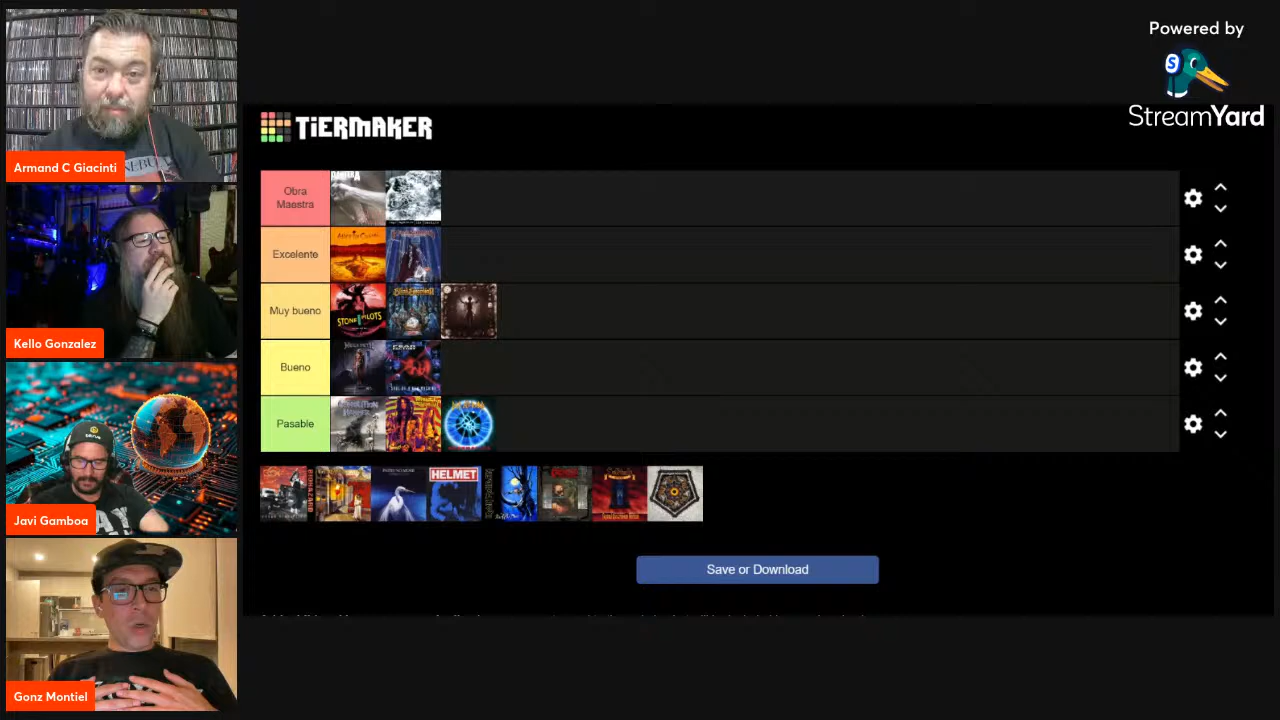 Powered by
StreamYard
TiERMAKER
Armand C Giacinti
Kello Gonzalez
Javi Gamboa
Gonz Montiel
Obra
Maestra
Excelente
Muy bueno
Bueno
Pasable
STONE
PILOTS
BIOHAZARD
HELMET
Save or Download